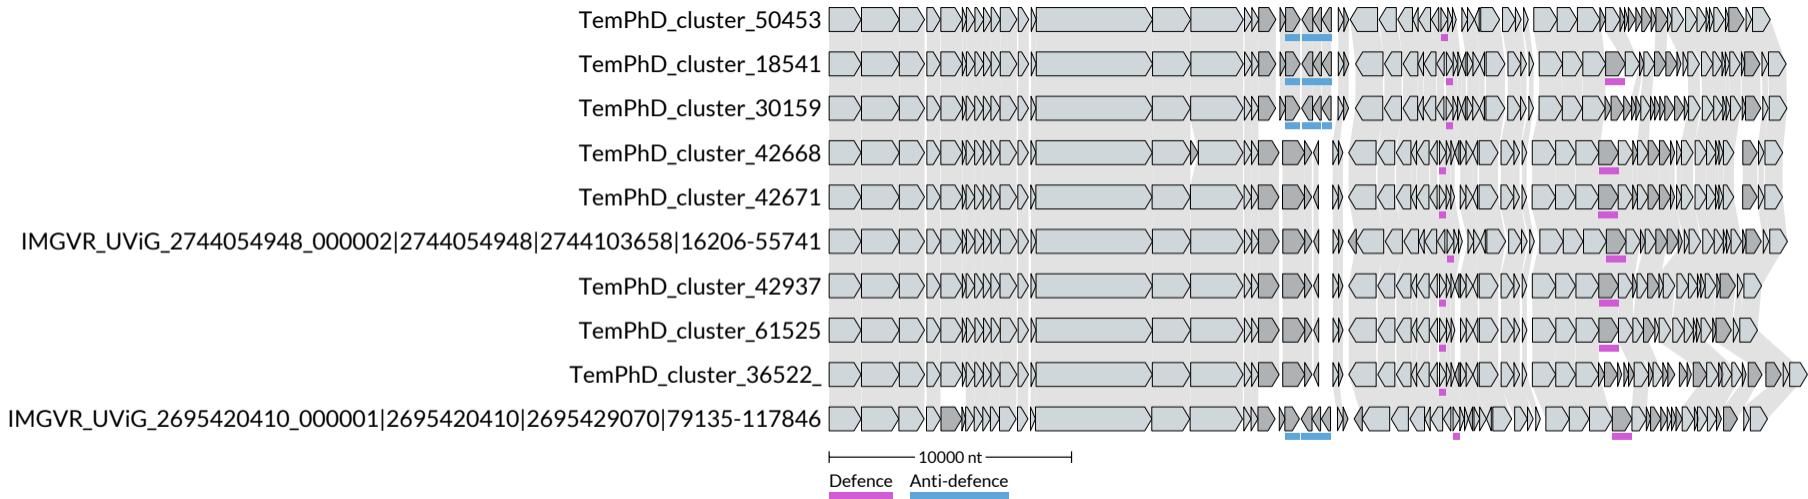 TemPhD_cluster_50453
TemPhD_cluster_18541
TemPhD_cluster_30159
TemPhD_cluster_42668
TemPhD_cluster_42671
IMGVR_UViG_2744054948_000002|2744054948|2744103658|16206-55741
TemPhD_cluster_42937
TemPhD_cluster_61525
TemPhD_cluster_36522_
IMGVR_UViG_2695420410_000001|2695420410|2695429070|79135-117846
10000 nt
Defence Anti-defence